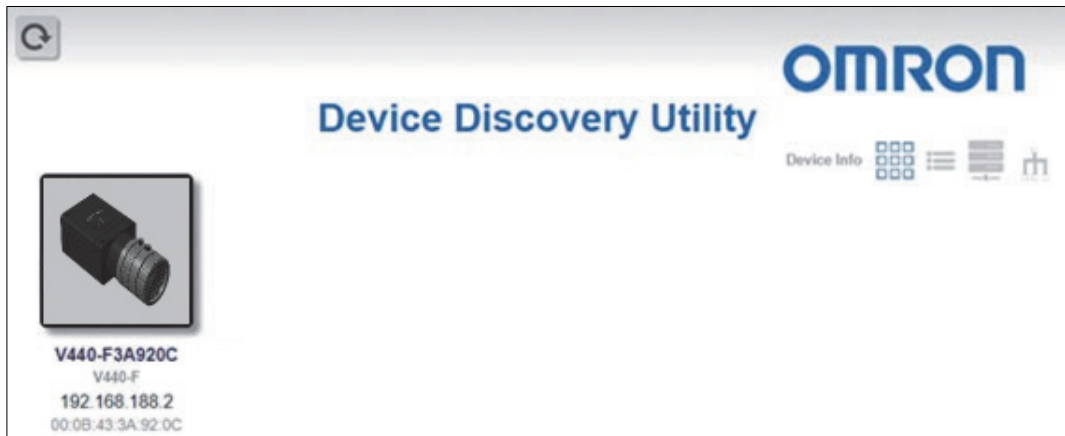 OMRON
Device Discovery Utility
Device Info
V440-F3A920C
V440-F
192.168.188.2
00:0B:43:3A:92:0C